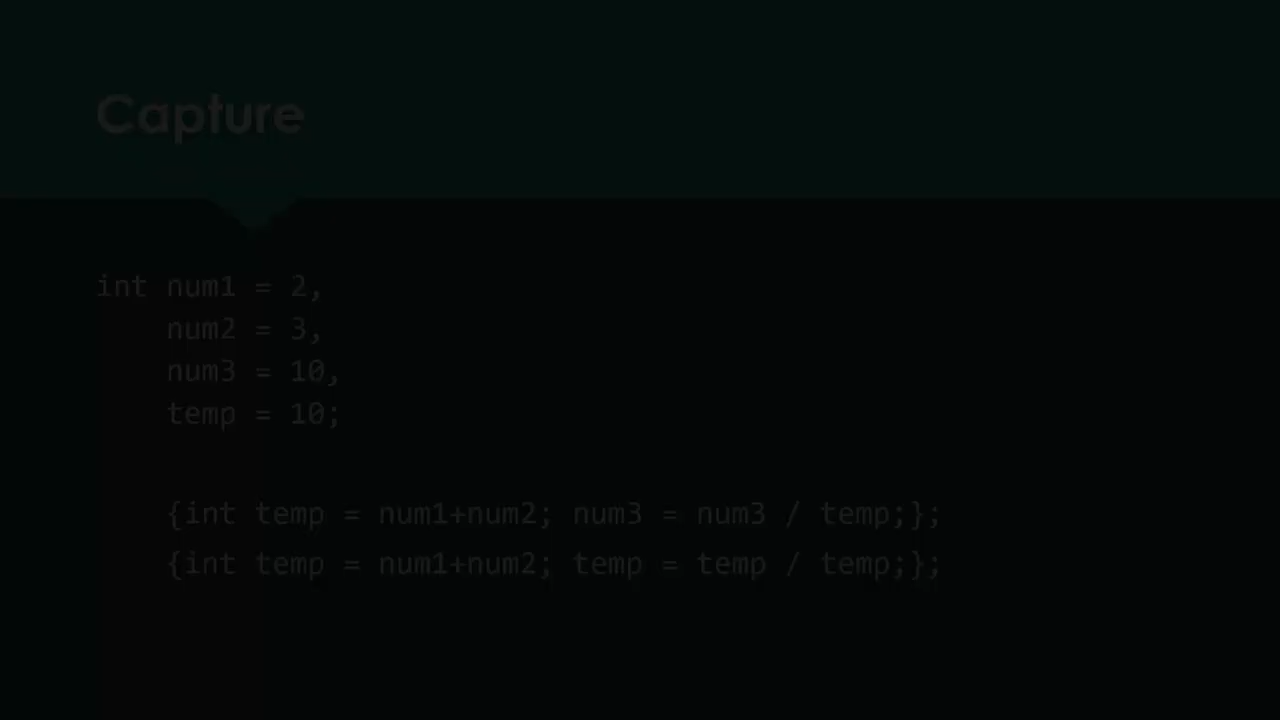 Capture
int num1 = 2,
num2 = 3,
num3 = 10,
temp = 10;
{int temp = num1+num2; num3 = num3 / temp;};
{int temp = num1+num2; temp = temp / temp;};